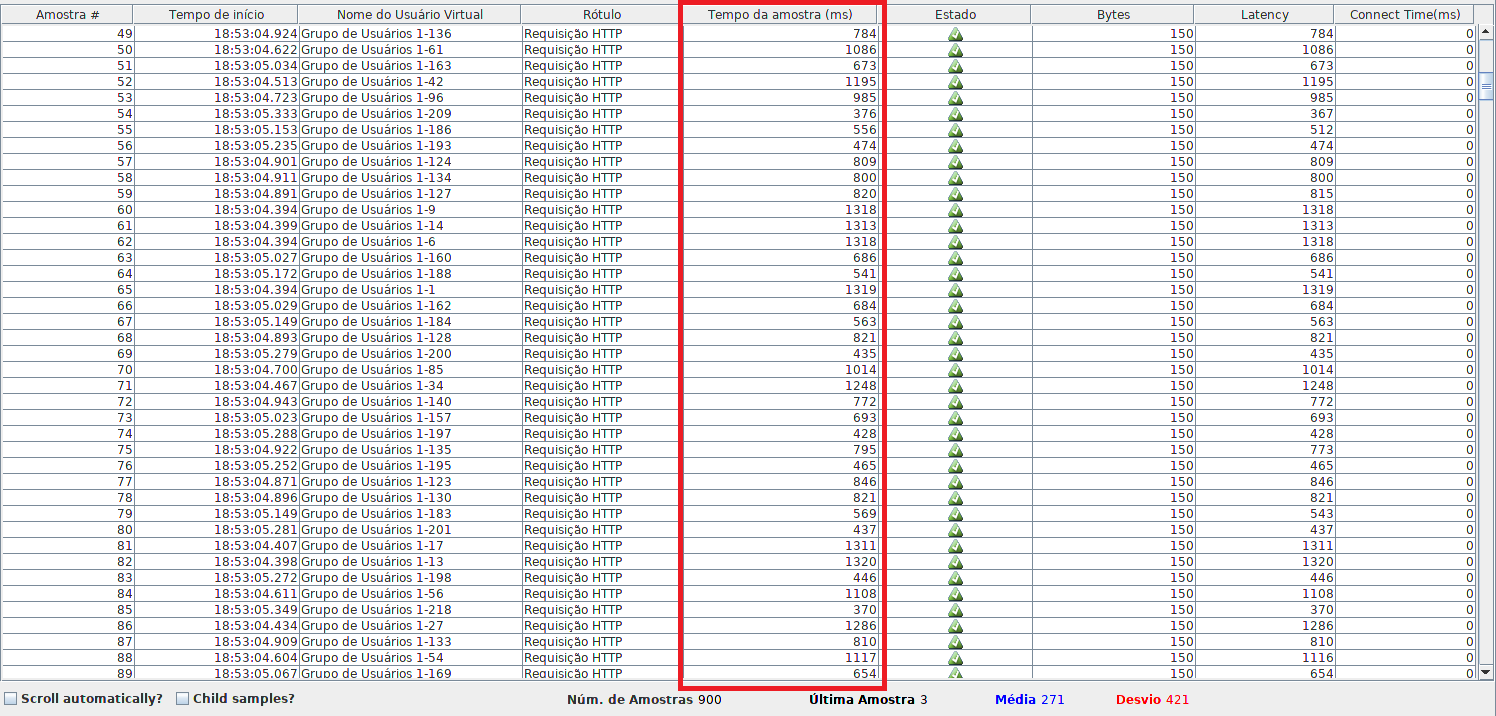 Amostra # Tempo de início Nome do Usuário Virtual Rótulo Tempo da amostra (ms) Estado Bytes Latency Connect Time(ms)
49 18:53:04.924 Grupo de Usuários 1-136 Requisição HTTP 784 150 784 0
50 18:53:04.622 Grupo de Usuários 1-61 Requisição HTTP 1086 150 1086 0
51 18:53:05.034 Grupo de Usuários 1-163 Requisição HTTP 673 150 673 0
52 18:53:04.513 Grupo de Usuários 1-42 Requisição HTTP 1195 150 1195 0
53 18:53:04.723 Grupo de Usuários 1-96 Requisição HTTP 985 150 985 0
54 18:53:05.333 Grupo de Usuários 1-209 Requisição HTTP 376 150 367 0
55 18:53:05.153 Grupo de Usuários 1-186 Requisição HTTP 556 150 512 0
56 18:53:05.235 Grupo de Usuários 1-193 Requisição HTTP 474 150 474 0
57 18:53:04.901 Grupo de Usuários 1-124 Requisição HTTP 809 150 809 0
58 18:53:04.911 Grupo de Usuários 1-134 Requisição HTTP 800 150 800 0
59 18:53:04.891 Grupo de Usuários 1-127 Requisição HTTP 820 150 815 0
60 18:53:04.394 Grupo de Usuários 1-9 Requisição HTTP 1318 150 1318 0
61 18:53:04.399 Grupo de Usuários 1-14 Requisição HTTP 1313 150 1313 0
62 18:53:04.394 Grupo de Usuários 1-6 Requisição HTTP 1318 150 1318 0
63 18:53:05.027 Grupo de Usuários 1-160 Requisição HTTP 686 150 686 0
64 18:53:05.172 Grupo de Usuários 1-188 Requisição HTTP 541 150 541 0
65 18:53:04.394 Grupo de Usuários 1-1 Requisição HTTP 1319 150 1319 0
66 18:53:05.029 Grupo de Usuários 1-162 Requisição HTTP 684 150 684 0
67 18:53:05.149 Grupo de Usuários 1-184 Requisição HTTP 563 150 563 0
68 18:53:04.893 Grupo de Usuários 1-128 Requisição HTTP 821 150 821 0
69 18:53:05.279 Grupo de Usuários 1-200 Requisição HTTP 435 150 435 0
70 18:53:04.700 Grupo de Usuários 1-85 Requisição HTTP 1014 150 1014 0
71 18:53:04.467 Grupo de Usuários 1-34 Requisição HTTP 1248 150 1248 0
72 18:53:04.943 Grupo de Usuários 1-140 Requisição HTTP 772 150 772 0
73 18:53:05.023 Grupo de Usuários 1-157 Requisição HTTP 693 150 693 0
74 18:53:05.288 Grupo de Usuários 1-197 Requisição HTTP 428 150 428 0
75 18:53:04.922 Grupo de Usuários 1-135 Requisição HTTP 795 150 773 0
76 18:53:05.252 Grupo de Usuários 1-195 Requisição HTTP 465 150 465 0
77 18:53:04.871 Grupo de Usuários 1-123 Requisição HTTP 846 150 846 0
78 18:53:04.896 Grupo de Usuários 1-130 Requisição HTTP 821 150 821 0
79 18:53:05.149 Grupo de Usuários 1-183 Requisição HTTP 569 150 543 0
80 18:53:05.281 Grupo de Usuários 1-201 Requisição HTTP 437 150 437 0
81 18:53:04.407 Grupo de Usuários 1-17 Requisição HTTP 1311 150 1311 0
82 18:53:04.398 Grupo de Usuários 1-13 Requisição HTTP 1320 150 1320 0
83 18:53:05.272 Grupo de Usuários 1-198 Requisição HTTP 446 150 446 0
84 18:53:04.611 Grupo de Usuários 1-56 Requisição HTTP 1108 150 1108 0
85 18:53:05.349 Grupo de Usuários 1-218 Requisição HTTP 370 150 370 0
86 18:53:04.434 Grupo de Usuários 1-27 Requisição HTTP 1286 150 1286 0
87 18:53:04.909 Grupo de Usuários 1-133 Requisição HTTP 810 150 810 0
88 18:53:04.604 Grupo de Usuários 1-54 Requisição HTTP 1117 150 1116 0
89 18:53:05.067 Grupo de Usuários 1-169 Requisição HTTP 654 150 654 0
Scroll automatically? Child samples? Núm. de Amostras 900 Última Amostra 3 Média 271 Desvio 421